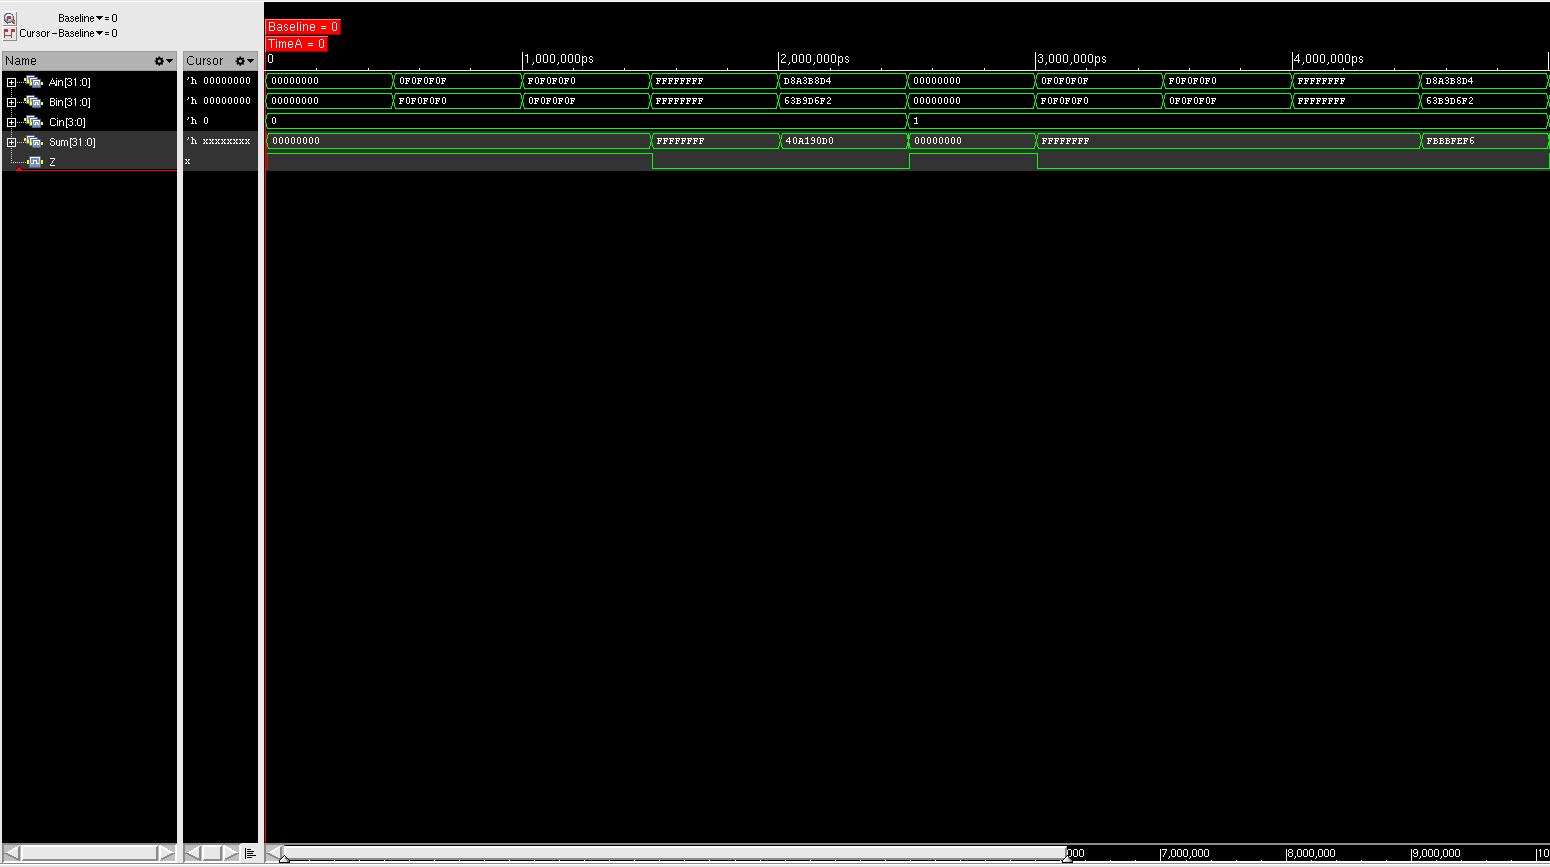 Baseline▼=0
Cursor-Baseline▼=0
Baseline = 0
TimeA = 0
Name
Cursor
0
1,000,000ps
2,000,000ps
3,000,000ps
4,000,000ps
Ain[31:0]
'h 00000000
00000000
0F0F0F0F
F0F0F0F0
FFFFFFFF
D8A3B8D4
00000000
0F0F0F0F
F0F0F0F0
FFFFFFFF
D8A3B8D4
Bin[31:0]
'h 00000000
00000000
F0F0F0F0
0F0F0F0F
FFFFFFFF
63B9D6F2
00000000
F0F0F0F0
0F0F0F0F
FFFFFFFF
63B9D6F2
Cin[3:0]
'h 0
0
1
Sum[31:0]
'h xxxxxxxx
00000000
FFFFFFFF
40A190D0
00000000
FFFFFFFF
FBBBFEF6
Z
x
000
7,000,000
8,000,000
9,000,000
10